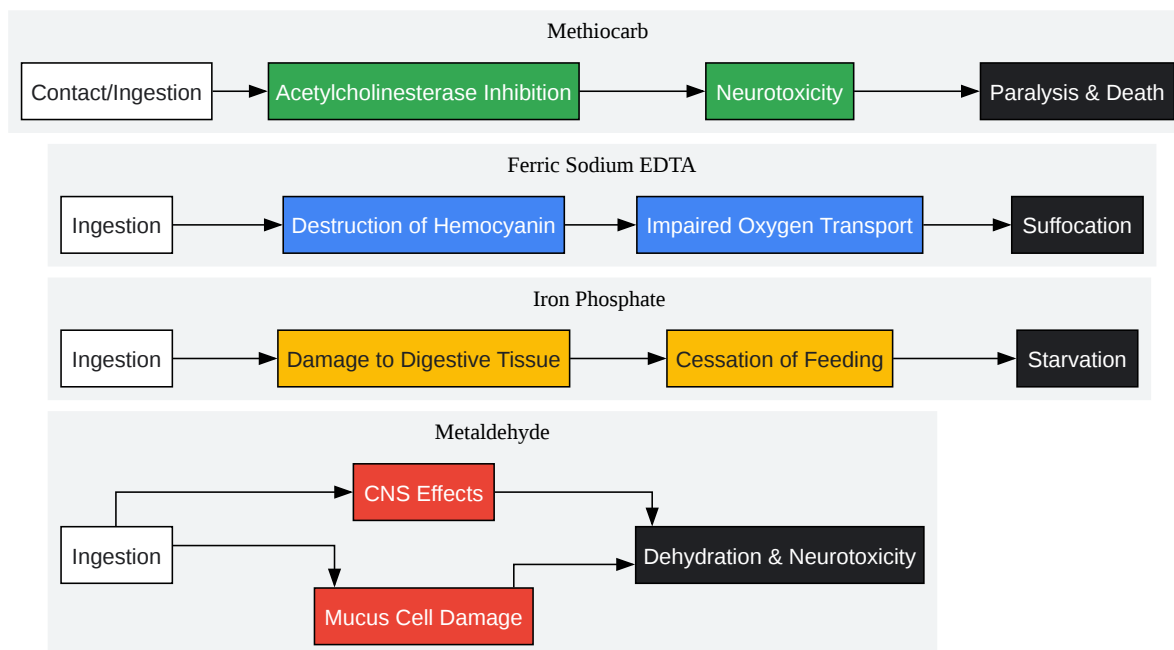 Methiocarb
Contact/Ingestion
Acetylcholinesterase Inhibition
Neurotoxicity
Paralysis & Death
Ferric Sodium EDTA
Ingestion
Destruction of Hemocyanin
Impaired Oxygen Transport
Suffocation
Iron Phosphate
Ingestion
Damage to Digestive Tissue
Cessation of Feeding
Starvation
Metaldehyde
CNS Effects
Ingestion
Dehydration & Neurotoxicity
Mucus Cell Damage